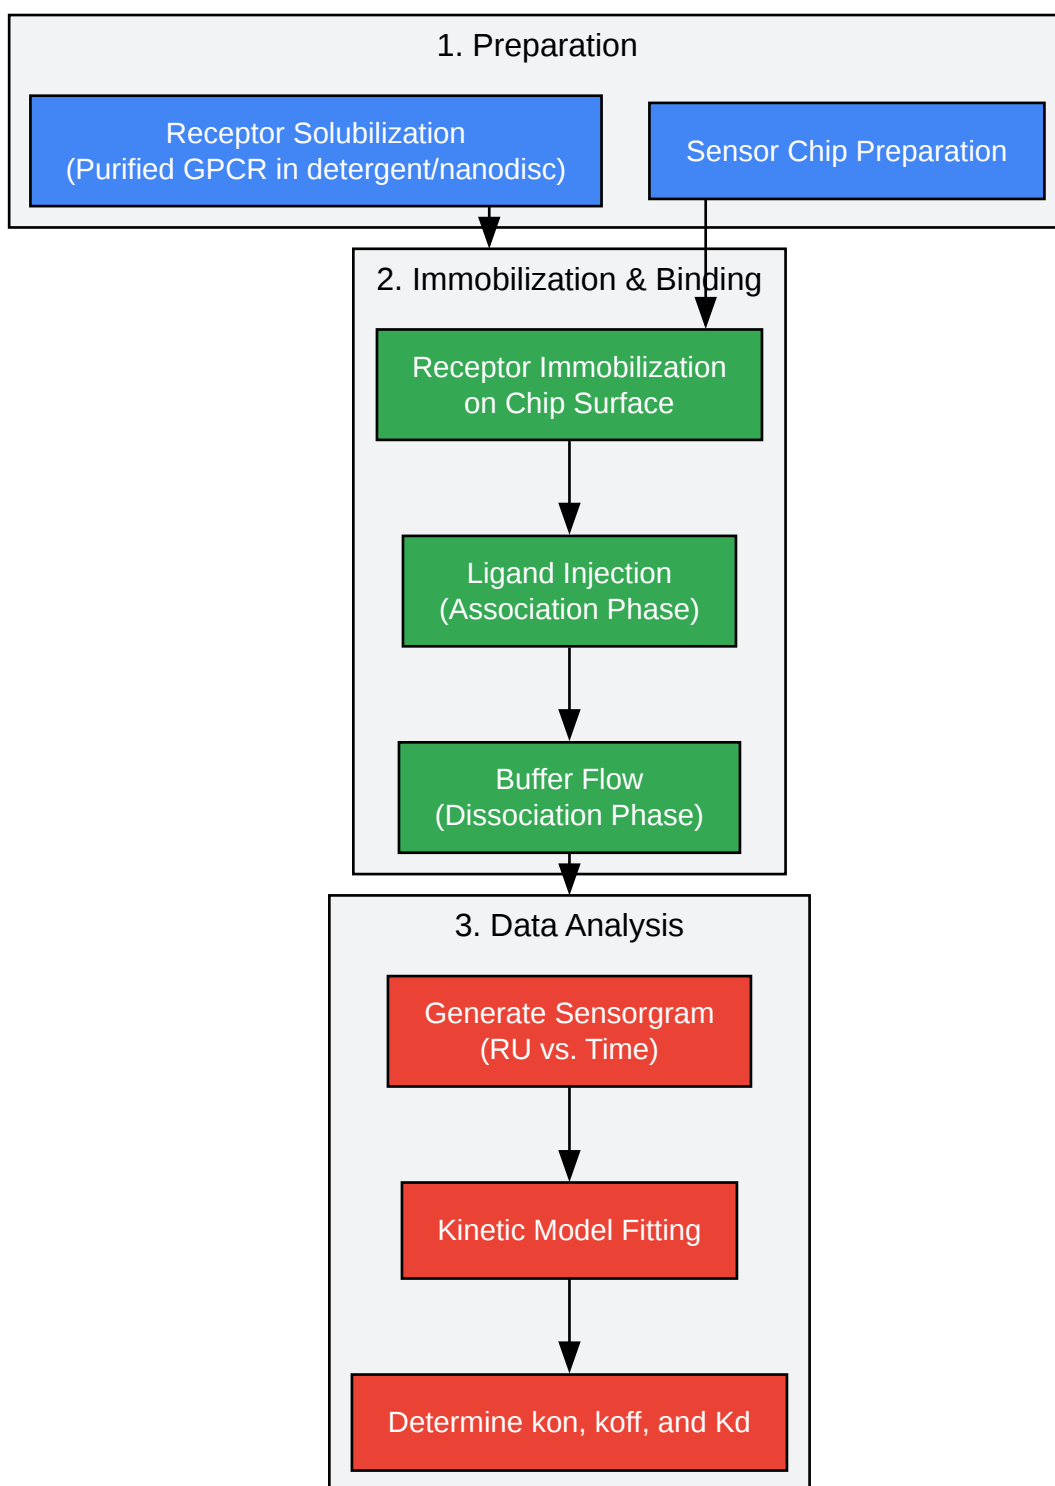 1. Preparation
Receptor Solubilization
(Purified GPCR in detergent/nanodisc)
Sensor Chip Preparation
2. Immobilization & Binding
Receptor Immobilization
on Chip Surface
Ligand Injection
(Association Phase)
Buffer Flow
(Dissociation Phase)
3. Data Analysis
Generate Sensorgram
(RU vs. Time)
Kinetic Model Fitting
Determine kon, koff, and Kd